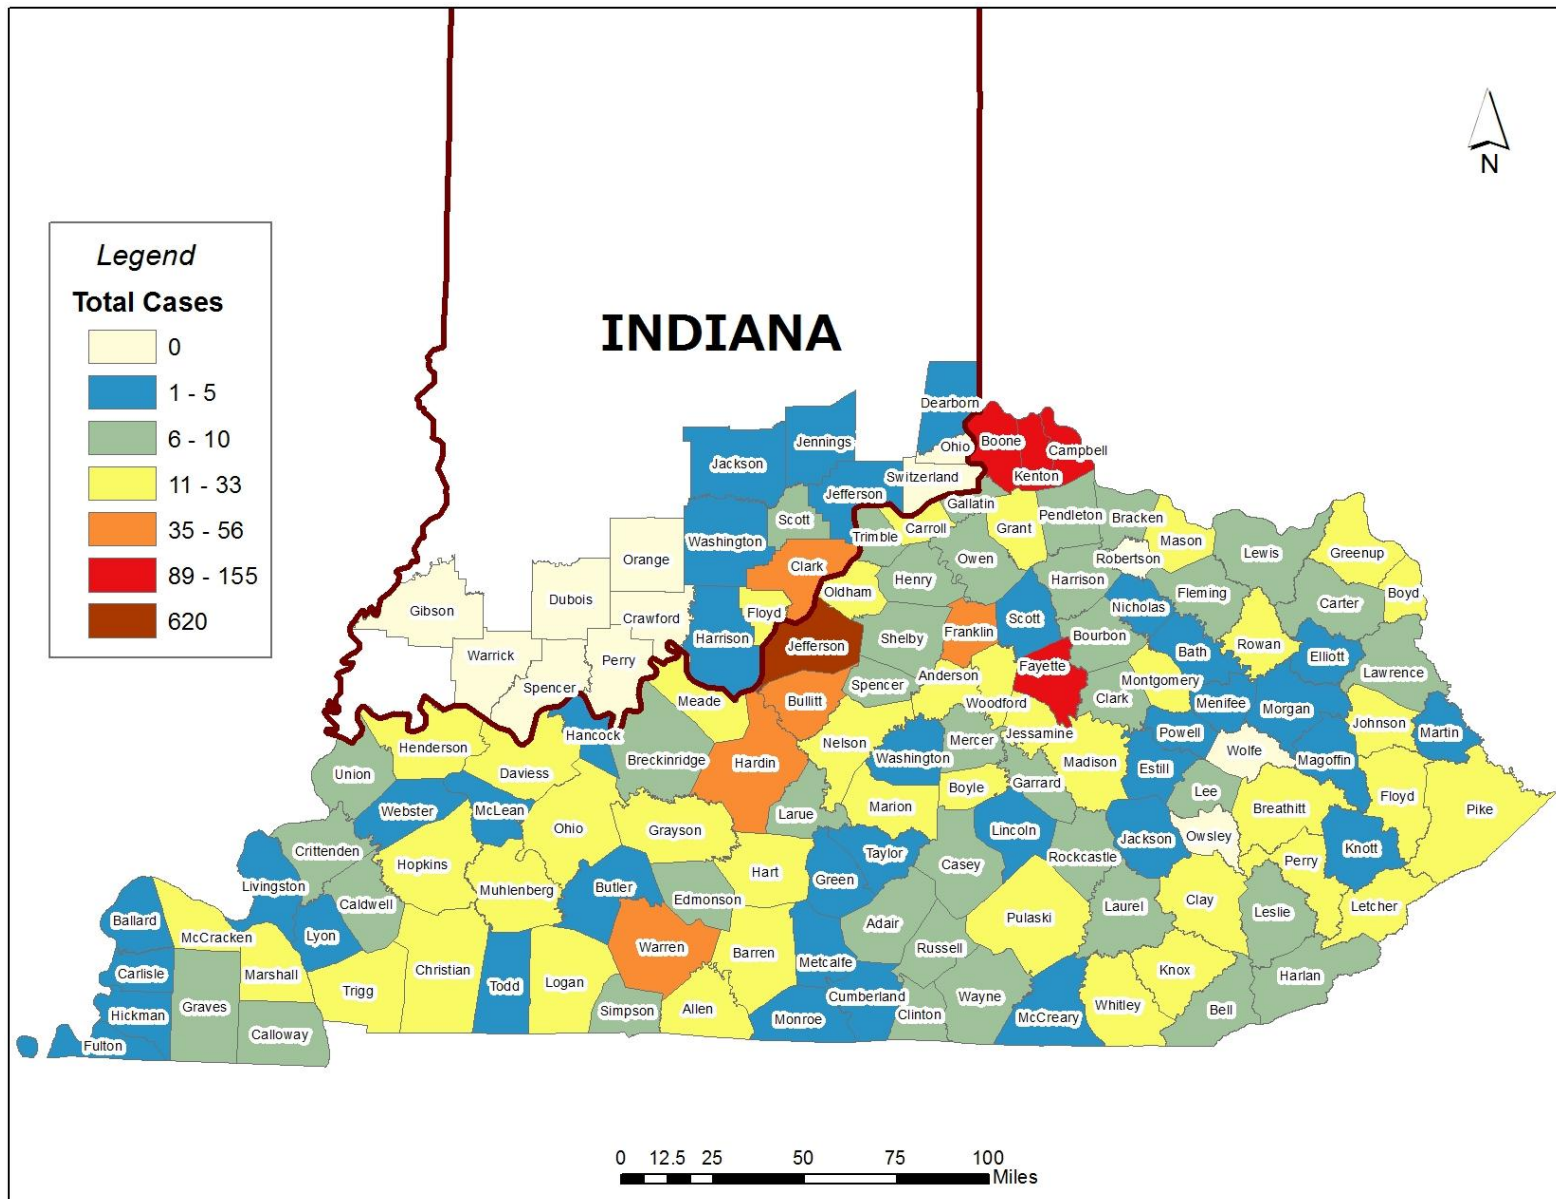 N
Legend
Total Cases
0
1 - 5
6 - 10
11 - 33
35 - 56
89 - 155
620
INDIANA
Dearborn
Ohio
Boone
Campbell
Kenton
Jennings
Jackson
Switzerland
Jefferson
Gallatin
Scott
Washington
Trimble
Carroll
Grant
Pendleton
Bracken
Mason
Lewis
Greenup
Robertson
Orange
Clark
Owen
Henry
Harrison
Oldham
Fleming
Carter
Boyd
Nicholas
Gibson
Dubois
Crawford
Floyd
Harrison
Jefferson
Shelby
Franklin
Scott
Bourbon
Bath
Rowan
Elliott
Lawrence
Warrick
Perry
Spencer
Fayette
Anderson
Spencer
Montgomery
Clark
Menifee
Morgan
Woodford
Meade
Bullitt
Johnson
Martin
Hancock
Jessamine
Powell
Henderson
Nelson
Mercer
Wolfe
Magoffin
Washington
Breckinridge
Hardin
Madison
Estill
Union
Daviess
Garrard
Boyle
Lee
Floyd
Pike
Breathitt
Webster
McLean
Marion
Larue
Ohio
Grayson
Lincoln
Jackson
Owsley
Knott
Crittenden
Taylor
Rockcastle
Perry
Hopkins
Casey
Hart
Green
Livingston
Muhlenberg
Butler
Edmonson
Caldwell
Pulaski
Laurel
Clay
Leslie
Letcher
Ballard
Adair
McCracken
Lyon
Warren
Russell
Barren
Metcalfe
Carlisle
Marshall
Christian
Knox
Harlan
Trigg
Todd
Logan
Cumberland
Wayne
Whitley
Graves
Hickman
Simpson
Allen
Monroe
Clinton
McCreary
Bell
Calloway
Fulton
0 12.5 25 50 75 100
Miles